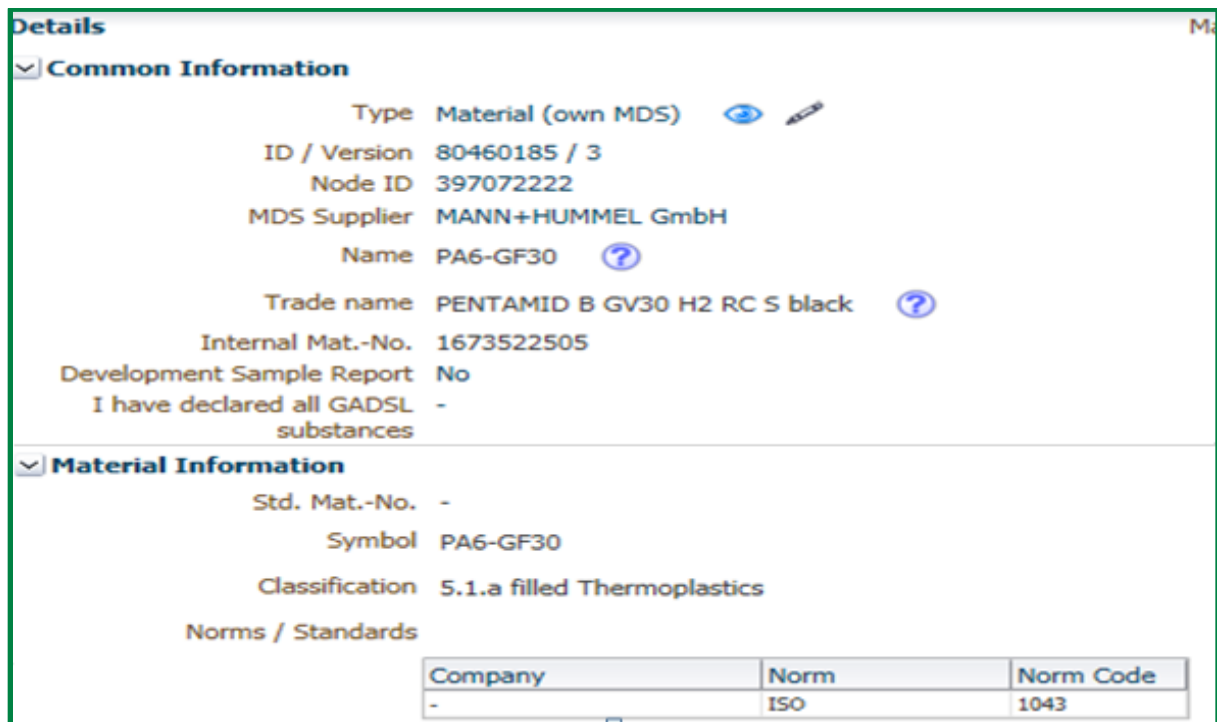 Details
Common Information
Type Material (own MDS)
ID / Version 80460185 / 3
Node ID 397072222
MDS Supplier MANN+HUMMEL GmbH
Name PA6-GF30
Trade name PENTAMID B GV30 H2 RC S black
Internal Mat.-No. 1673522505
Development Sample Report No
I have declared all GADSL -
substances
Material Information
Std. Mat.-No. -
Symbol PA6-GF30
Classification 5.1.a filled Thermoplastics
Norms / Standards
Company Norm Norm Code
- ISO 1043